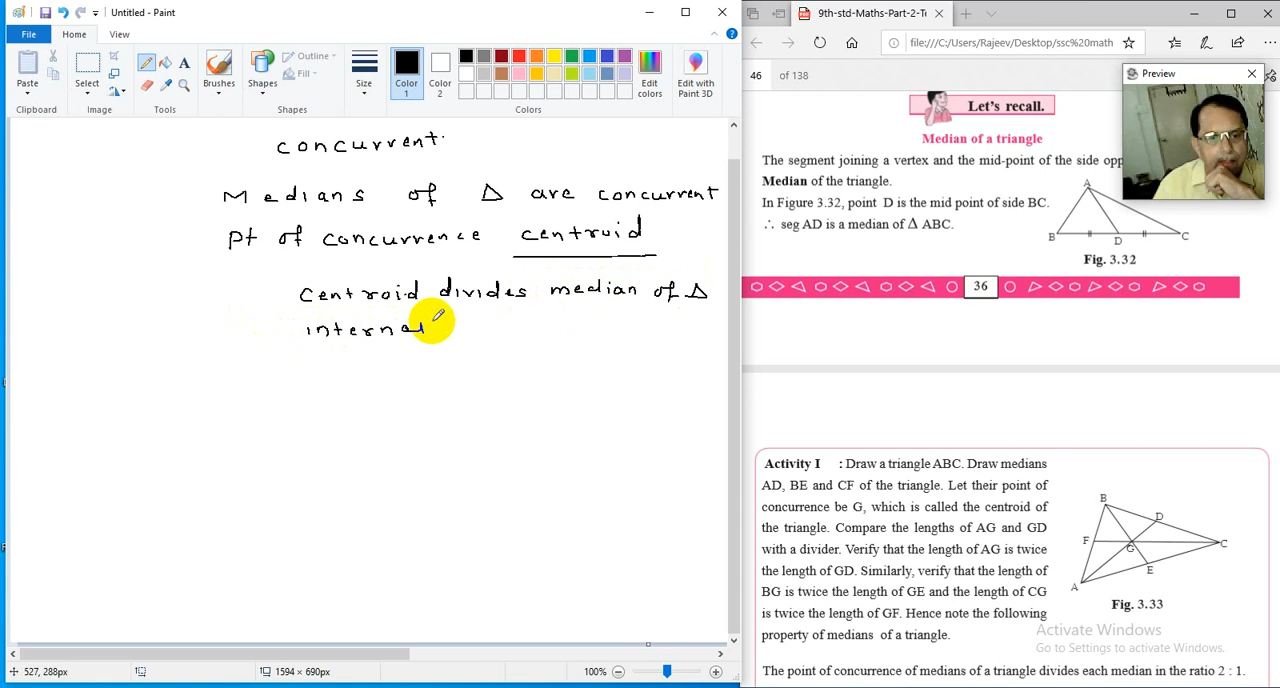 Untitled - Paint
File
Home
View
Paste
Clipboard
Select
Image
Tools
Brushes
Shapes
Outline
Fill
Shapes
Size
Color 1
Color 2
Edit colors
Edit with Paint 3D
Colors
concurrent.
Medians of Δ are concurrent
Pt of concurrence centroid
centroid divides median of Δ
internal
527, 288px
1594 × 690px
100%
9th-std-Maths-Part-2-Te
file:///C:/Users/Rajeev/Desktop/ssc%20math
46 of 138
Preview
Let's recall.
Median of a triangle
The segment joining a vertex and the mid-point of the side opp
Median of the triangle.
In Figure 3.32, point D is the mid point of side BC.
∴ seg AD is a median of Δ ABC.
A
B
D
C
Fig. 3.32
36
Activity I : Draw a triangle ABC. Draw medians
AD, BE and CF of the triangle. Let their point of
concurrence be G, which is called the centroid of
the triangle. Compare the lengths of AG and GD
with a divider. Verify that the length of AG is twice
the length of GD. Similarly, verify that the length of
BG is twice the length of GE and the length of CG
is twice the length of GF. Hence note the following
property of medians of a triangle.
B
D
F
G
C
E
A
Fig. 3.33
Activate Windows
Go to Settings to activate Windows.
The point of concurrence of medians of a triangle divides each median in the ratio 2 : 1.